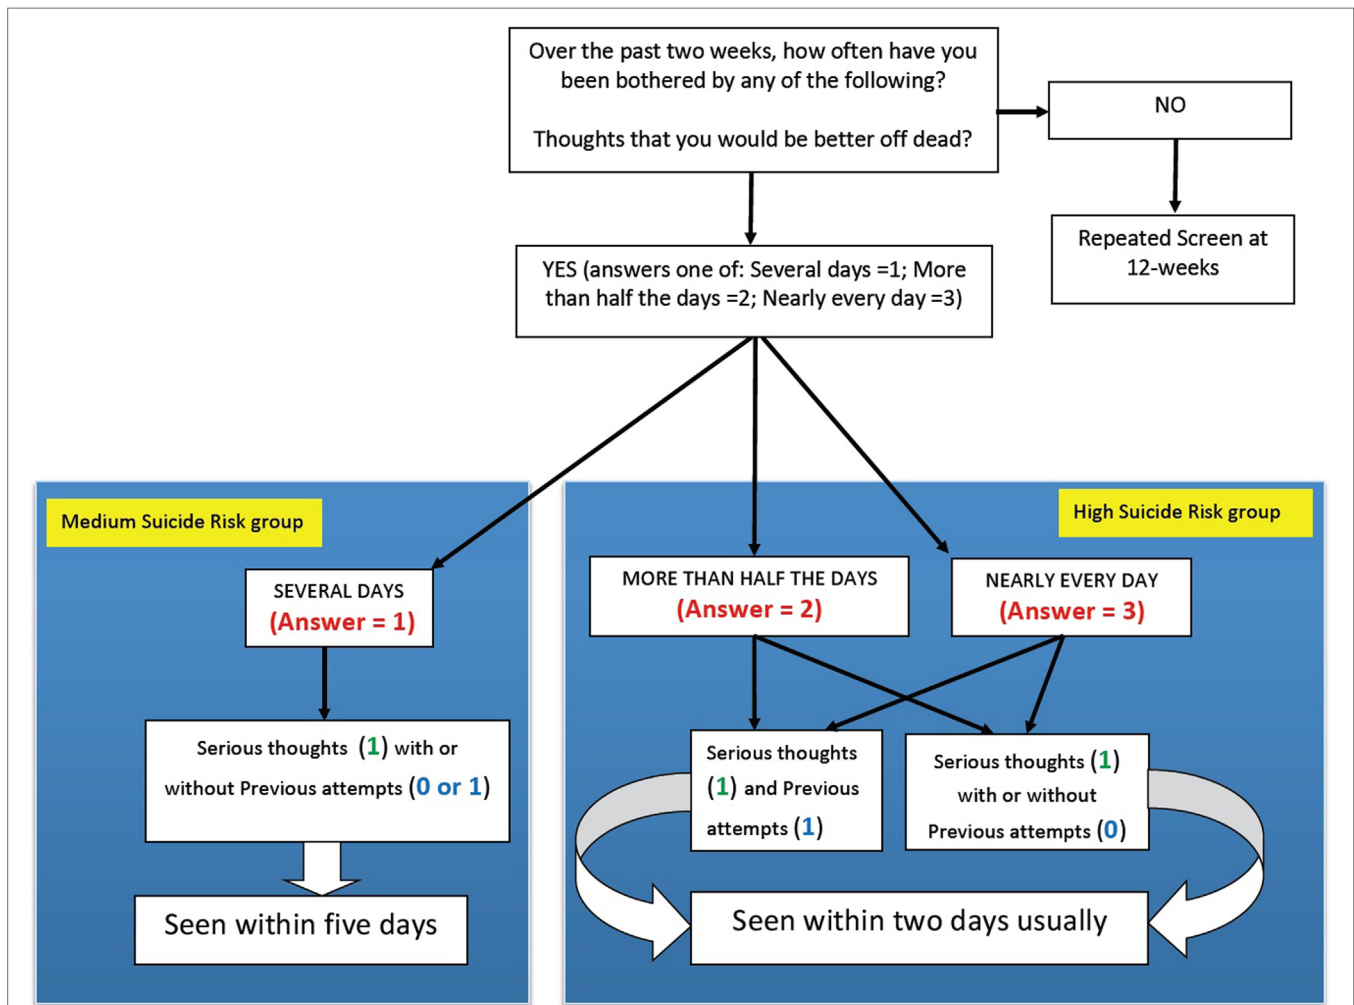 Over the past two weeks, how often have you
been bothered by any of the following?
Thoughts that you would be better off dead?
NO
Repeated Screen at
12-weeks
YES (answers one of: Several days =1; More
than half the days =2; Nearly every day =3)
Medium Suicide Risk group
SEVERAL DAYS
(Answer = 1)
Serious thoughts (1) with or
without Previous attempts (0 or 1)
Seen within five days
High Suicide Risk group
MORE THAN HALF THE DAYS
(Answer = 2)
NEARLY EVERY DAY
(Answer = 3)
Serious thoughts
(1) and Previous
attempts (1)
Serious thoughts (1)
with or without
Previous attempts (0)
Seen within two days usually